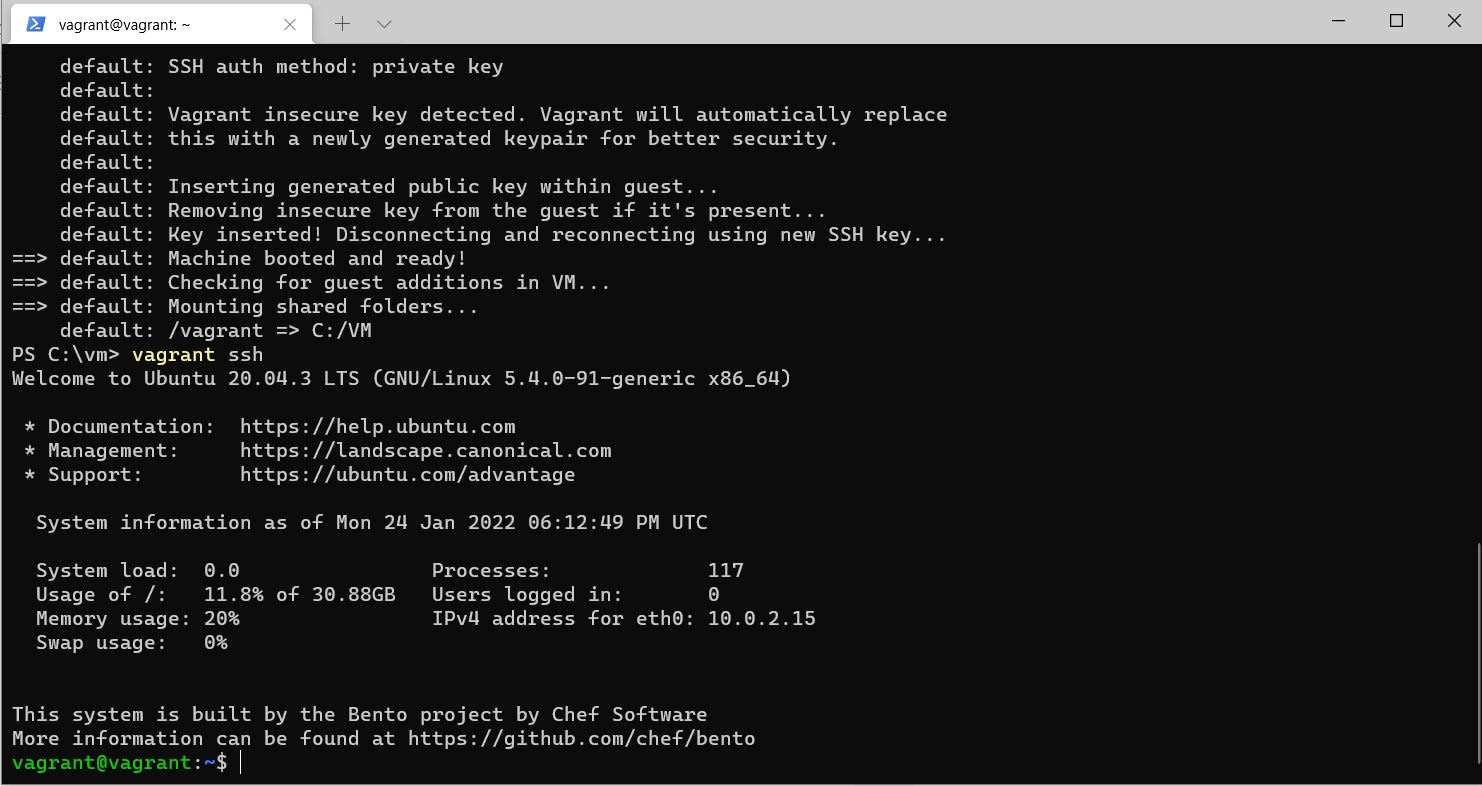 vagrant@vagrant: ~
    default: SSH auth method: private key
    default:
    default: Vagrant insecure key detected. Vagrant will automatically replace
    default: this with a newly generated keypair for better security.
    default:
    default: Inserting generated public key within guest...
    default: Removing insecure key from the guest if it's present...
    default: Key inserted! Disconnecting and reconnecting using new SSH key...
==> default: Machine booted and ready!
==> default: Checking for guest additions in VM...
==> default: Mounting shared folders...
    default: /vagrant => C:/VM
PS C:\vm> vagrant ssh
Welcome to Ubuntu 20.04.3 LTS (GNU/Linux 5.4.0-91-generic x86_64)

 * Documentation:  https://help.ubuntu.com
 * Management:     https://landscape.canonical.com
 * Support:        https://ubuntu.com/advantage

  System information as of Mon 24 Jan 2022 06:12:49 PM UTC

  System load:  0.0                Processes:             117
  Usage of /:   11.8% of 30.88GB   Users logged in:       0
  Memory usage: 20%                IPv4 address for eth0: 10.0.2.15
  Swap usage:   0%


This system is built by the Bento project by Chef Software
More information can be found at https://github.com/chef/bento
vagrant@vagrant:~$